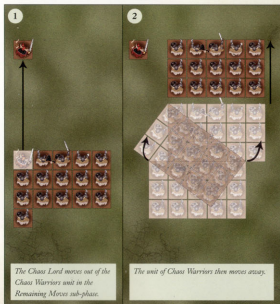 1
2
The Chaos Lord moves out of the
Chaos Warriors unit in the
Remaining Moves sub-phase.
The unit of Chaos Warriors then moves away.